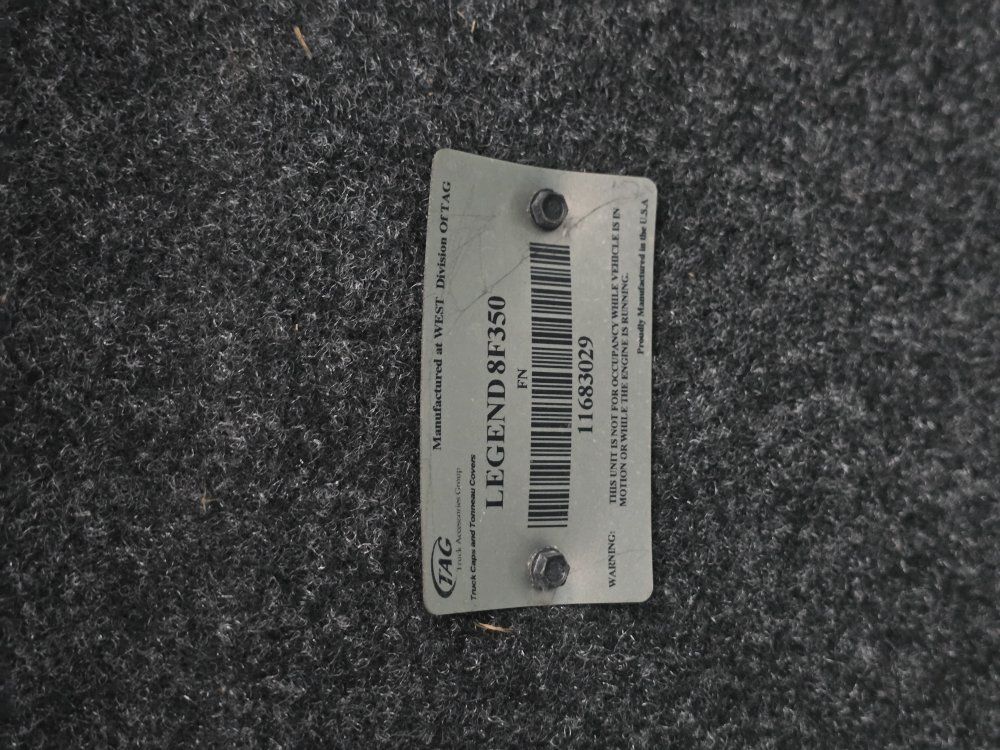 TAG
Manufactured at WEST Division Of TAG
Truck Accessories Group
Truck Caps and Tonneau Covers
LEGEND 8F350
FN
11683029
WARNING: THIS UNIT IS NOT FOR OCCUPANCY WHILE VEHICLE IS IN
MOTION OR WHILE THE ENGINE IS RUNNING.
Proudly Manufactured in the U.S.A